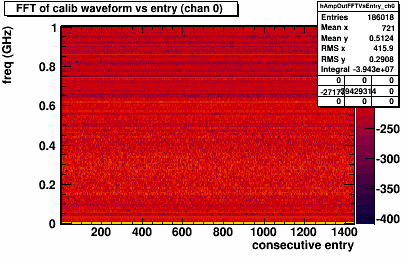 FFT of calib waveform vs entry (chan 0)
hAmpOutFFTVsEntry_ch0
Entries 186018
Mean x 721
Mean y 0.5124
RMS x 415.9
RMS y 0.2908
Integral -3.943e+07
0 0 0
0
0 0 0
freq (GHz)
1
0.8
0.6
0.4
0.2
0
-250
-300
-350
-400
200 400 600 800 1000 1200 1400
consecutive entry